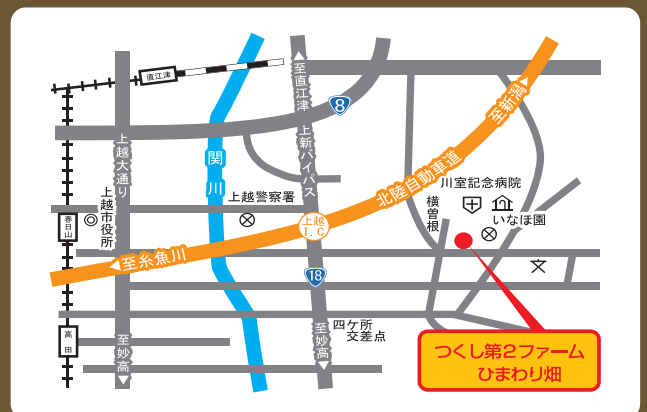 直江津
至直江津
8
至新潟
上越大通り
関川
上新バイパス
北陸自動車道
川室記念病院
上越市役所
上越警察署
横曽根
いなほ園
春日山
上越
I.C
至糸魚川
18
文
高田
至妙高
至妙高
四ケ所
交差点
つくし第2ファーム
ひまわり畑